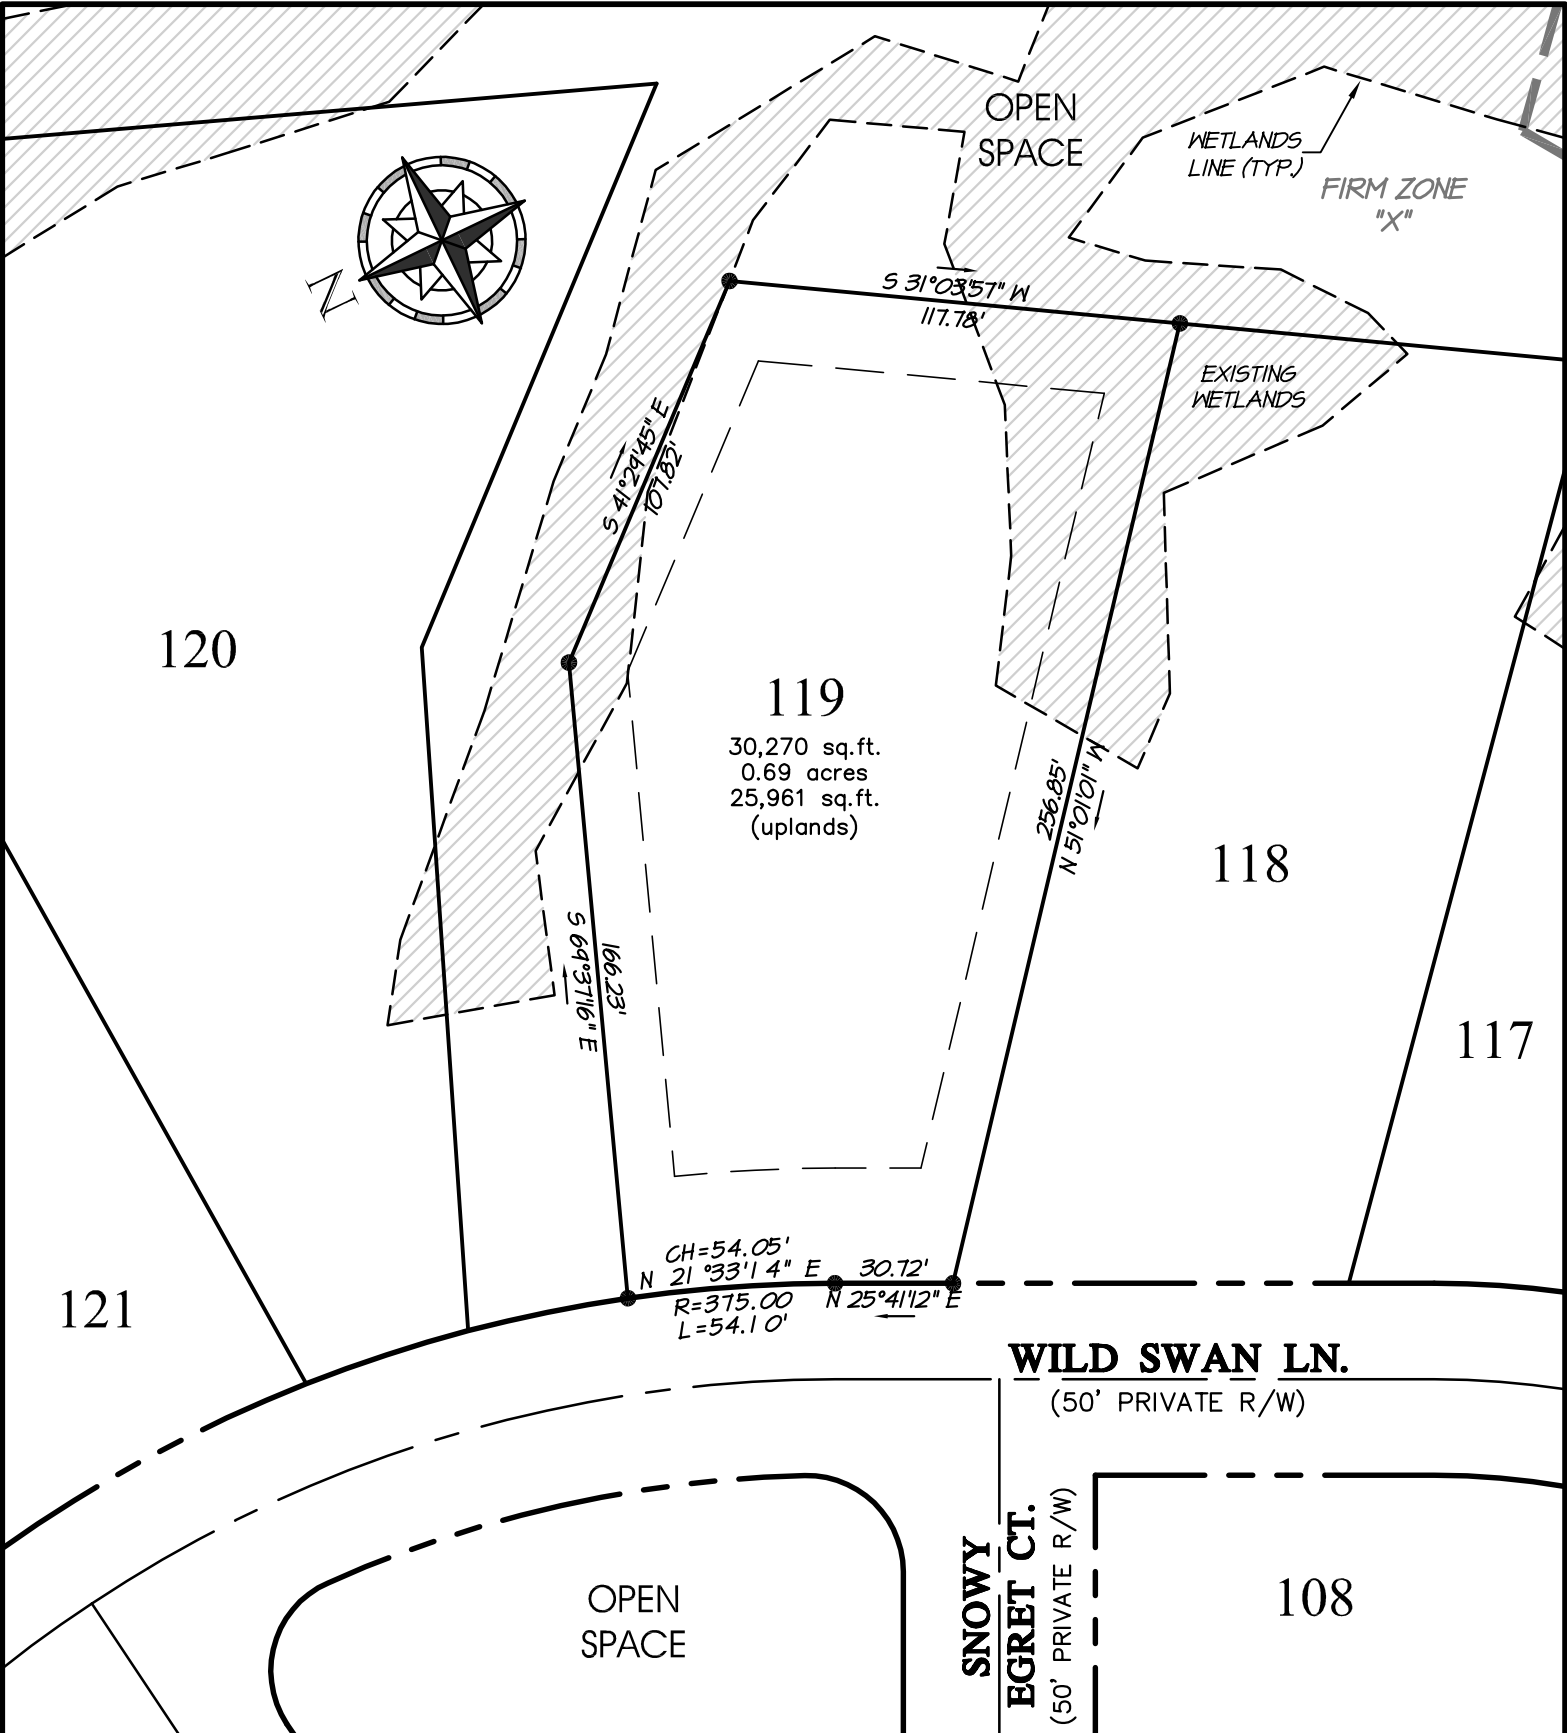 OPEN
SPACE
WETLANDS
LINE (TYP.)
FIRM ZONE
"X"
N
S 31°03'57" W
117.78'
EXISTING
WETLANDS
S 41°29'45" E
107.82'
120
119
30,270 sq.ft.
0.69 acres
25,961 sq.ft.
(uplands)
256.85'
N 51°01'01" W
118
S 69°37'16" E
166.23'
117
CH=54.05'
N 21°33'14" E
30.72'
R=375.00
N 25°41'12" E
L=54.10'
121
WILD SWAN LN.
(50' PRIVATE R/W)
SNOWY
EGRET CT.
(50' PRIVATE R/W)
OPEN
SPACE
108